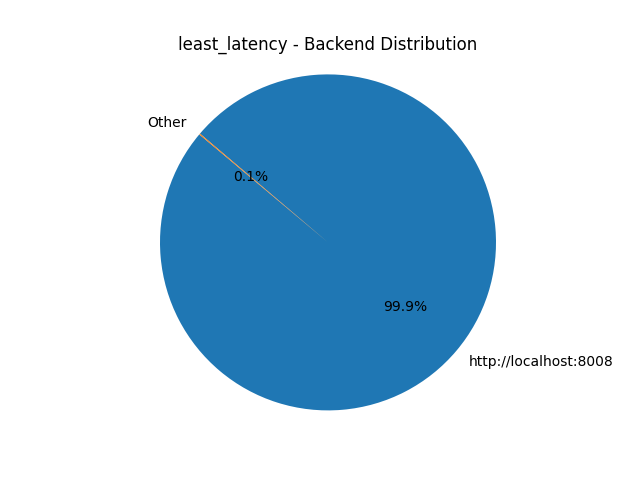 least_latency - Backend Distribution
Other
0.1%
99.9%
http://localhost:8008